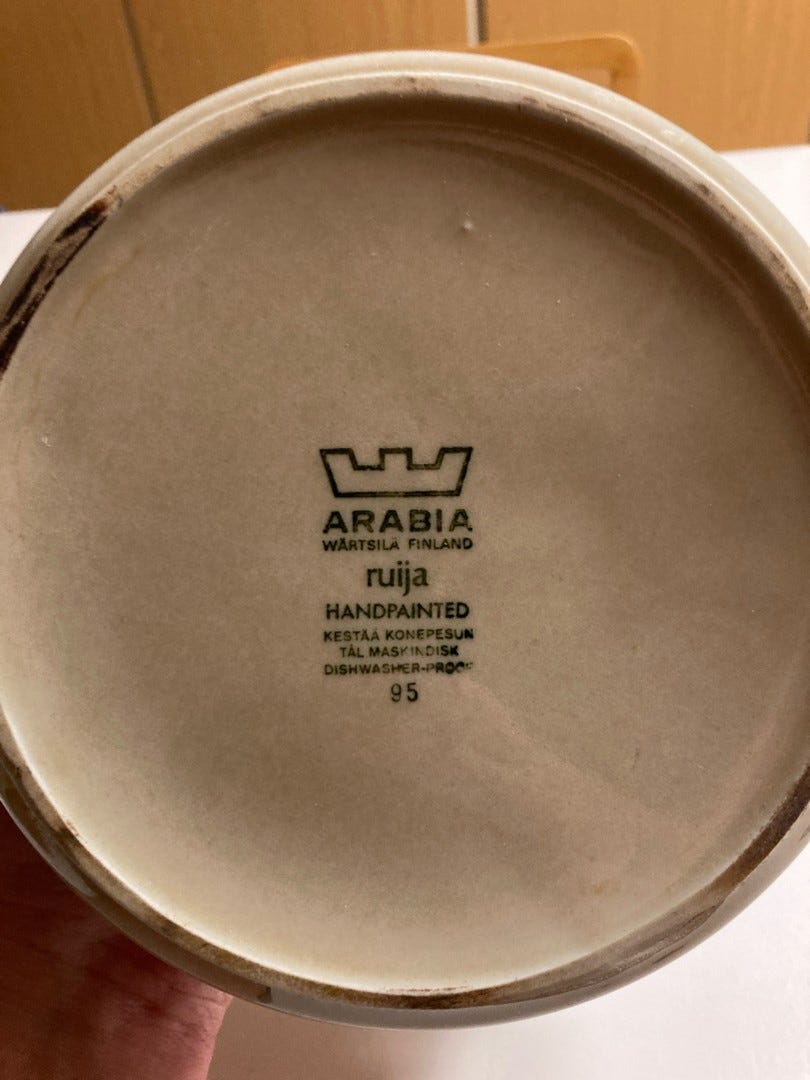 ARABIA
WÄRTSILÄ FINLAND
ruija
HANDPAINTED
KESTÄÄ KONEPESUN
TÅL MASKINDISK
DISHWASHER-PROOF
95